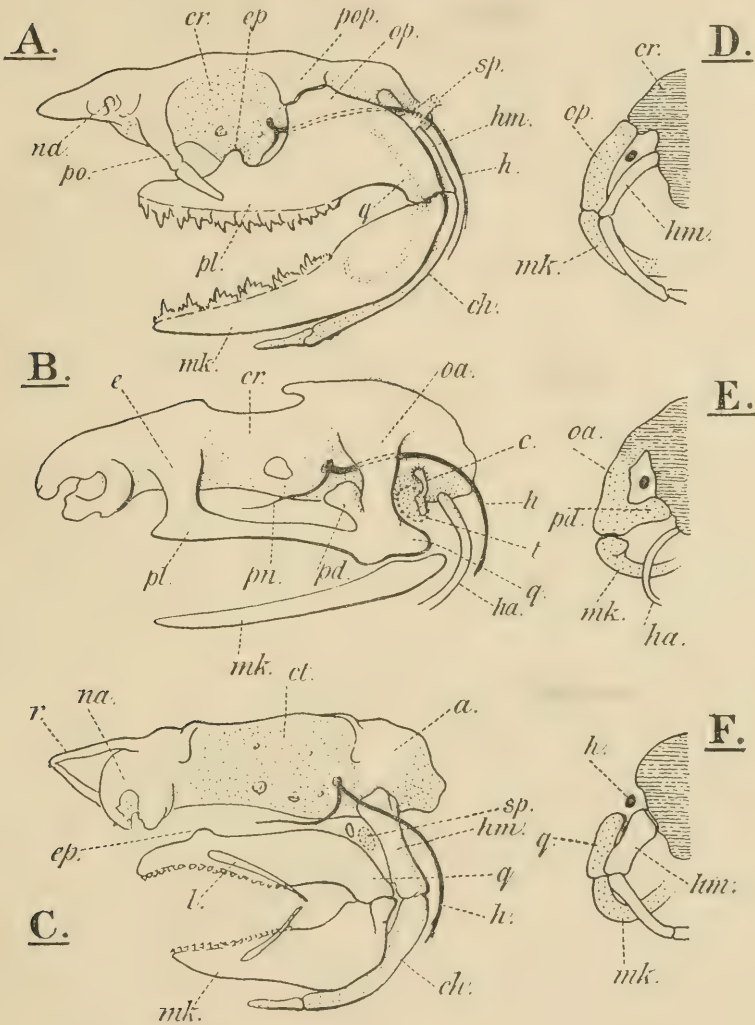 A.
cr.
ep
pop.
op.
sp.
hm.
h.
na.
po.
q
pl.
ch.
mk.
D.
cr.
op.
hm.
mk.
B.
e.
cr.
oa.
c.
h
t
pl.
pn.
pd.
q.
ha.
mk.
E.
oa.
pd.
mk.
ha.
C.
r.
na.
ct.
a.
sp.
hm.
ep.
q
l.
h.
ch.
mk.
F.
h.
q.
hm.
mk.